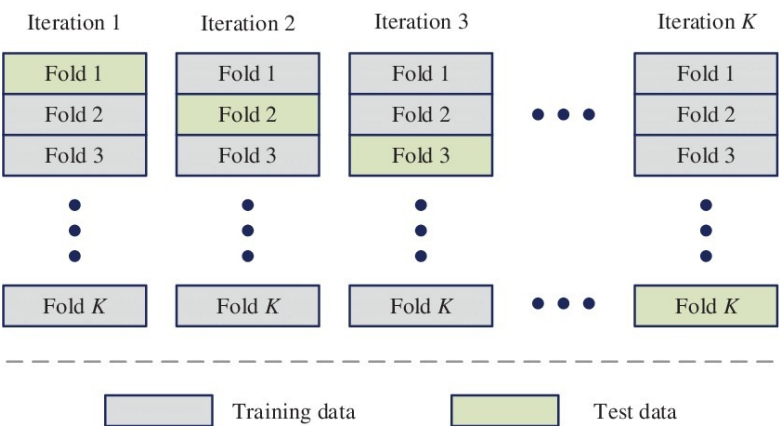 Iteration 1 Iteration 2 Iteration 3 Iteration K
Fold 1 Fold 1 Fold 1 Fold 1
Fold 2 Fold 2 Fold 2 Fold 2
Fold 3 Fold 3 Fold 3 Fold 3
Fold K Fold K Fold K Fold K
Training data Test data